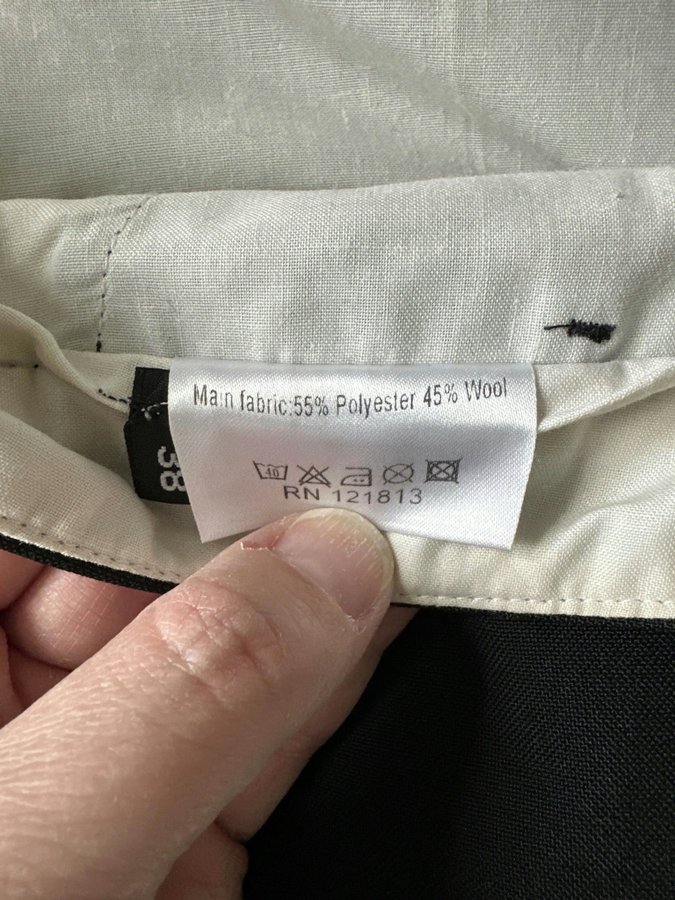 Main fabric:55% Polyester 45% Wool
40
RN 121813
38